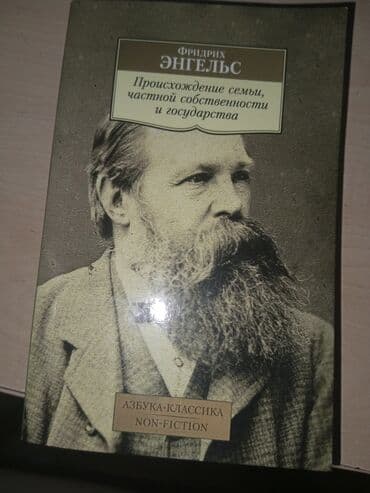 Фридрих
ЭНГЕЛЬС
Происхождение семьи,
частной собственности
и государства
АЗБУКА-КЛАССИКА
NON-FICTION